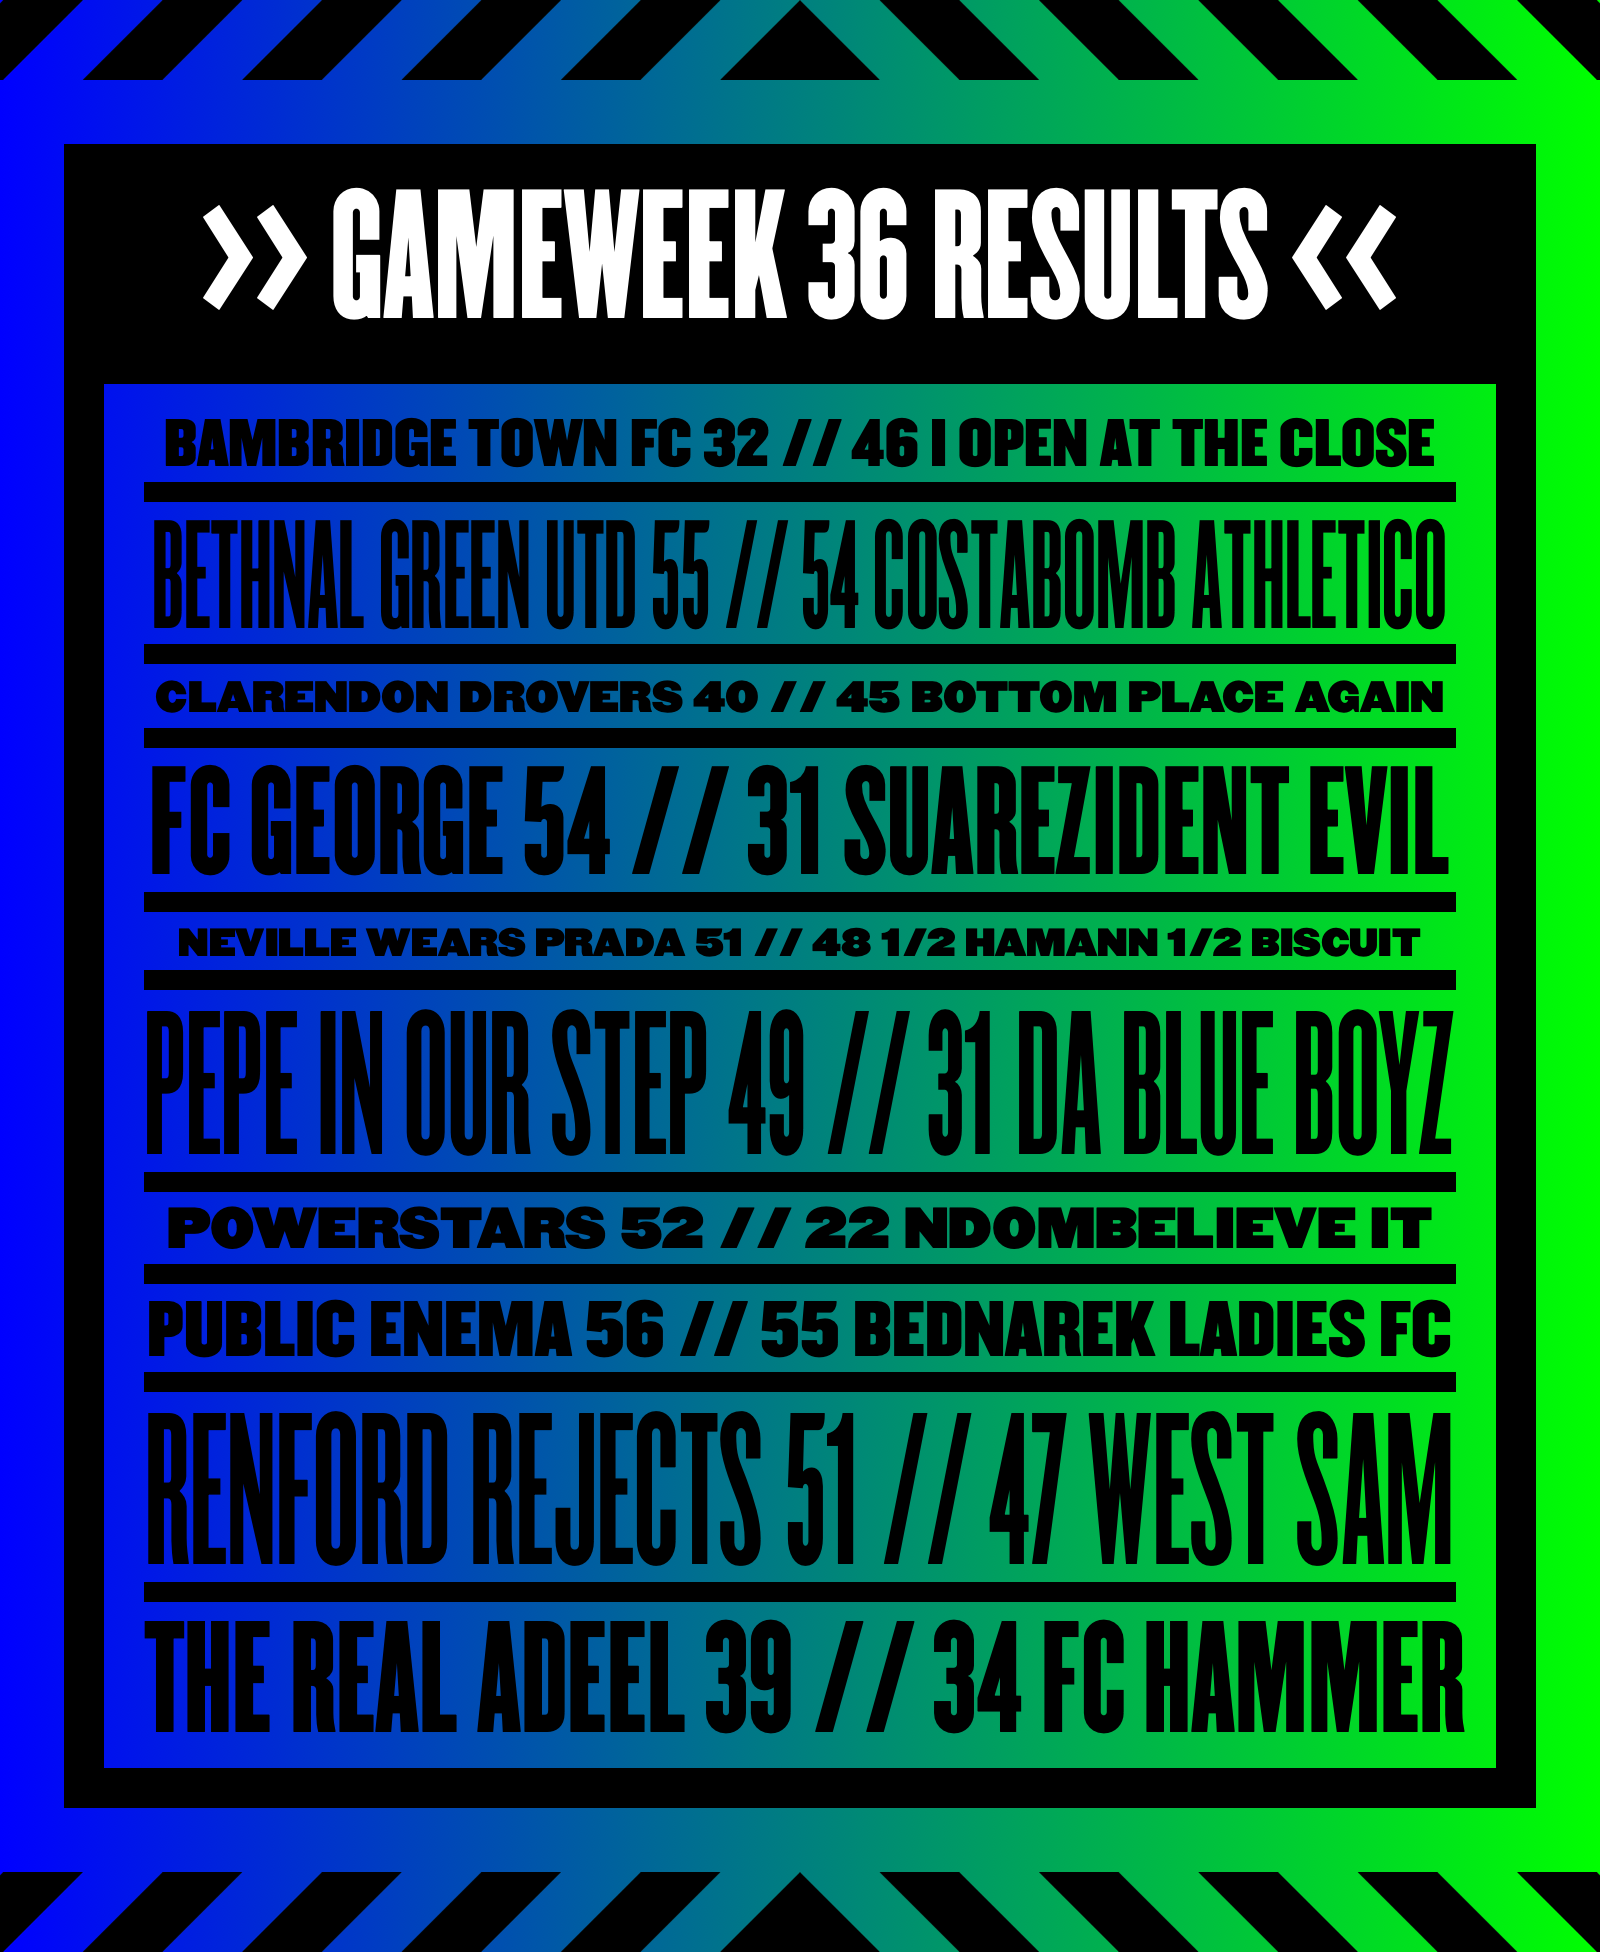 >> GAMEWEEK 36 RESULTS <<
BAMBRIDGE TOWN FC 32 // 46 I OPEN AT THE CLOSE
BETHNAL GREEN UTD 55 // 54 COSTABOMB ATHLETICO
CLARENDON DROVERS 40 // 45 BOTTOM PLACE AGAIN
FC GEORGE 54 // 31 SUAREZIDENT EVIL
NEVILLE WEARS PRADA 51 // 48 1/2 HAMANN 1/2 BISCUIT
PEPE IN OUR STEP 49 // 31 DA BLUE BOYZ
POWERSTARS 52 // 22 NDOMBELIEVE IT
PUBLIC ENEMA 56 // 55 BEDNAREK LADIES FC
RENFORD REJECTS 51 // 47 WEST SAM
THE REAL ADEEL 39 // 34 FC HAMMER